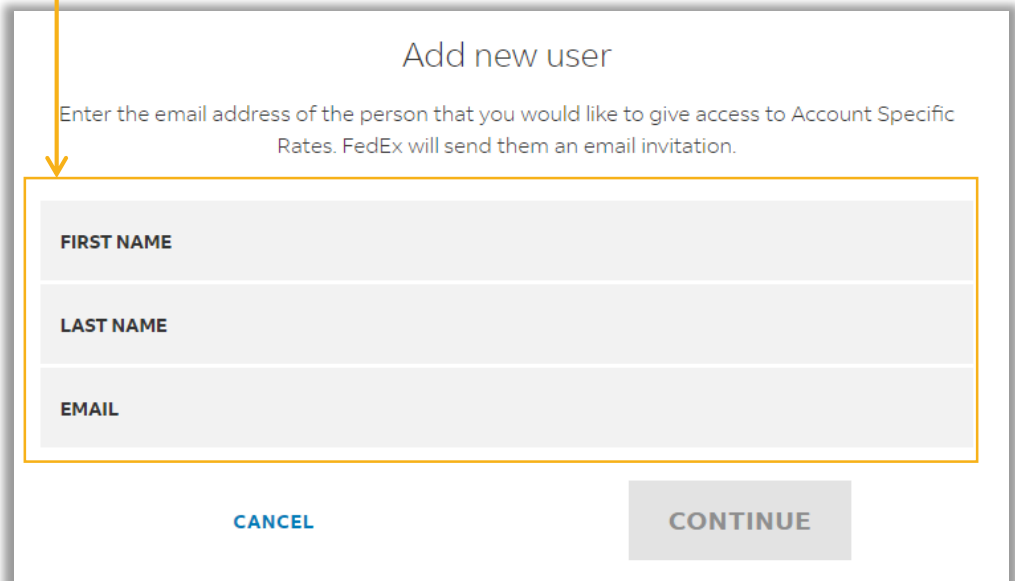 Add new user
Enter the email address of the person that you would like to give access to Account Specific
Rates. FedEx will send them an email invitation.
FIRST NAME
LAST NAME
EMAIL
CANCEL
CONTINUE